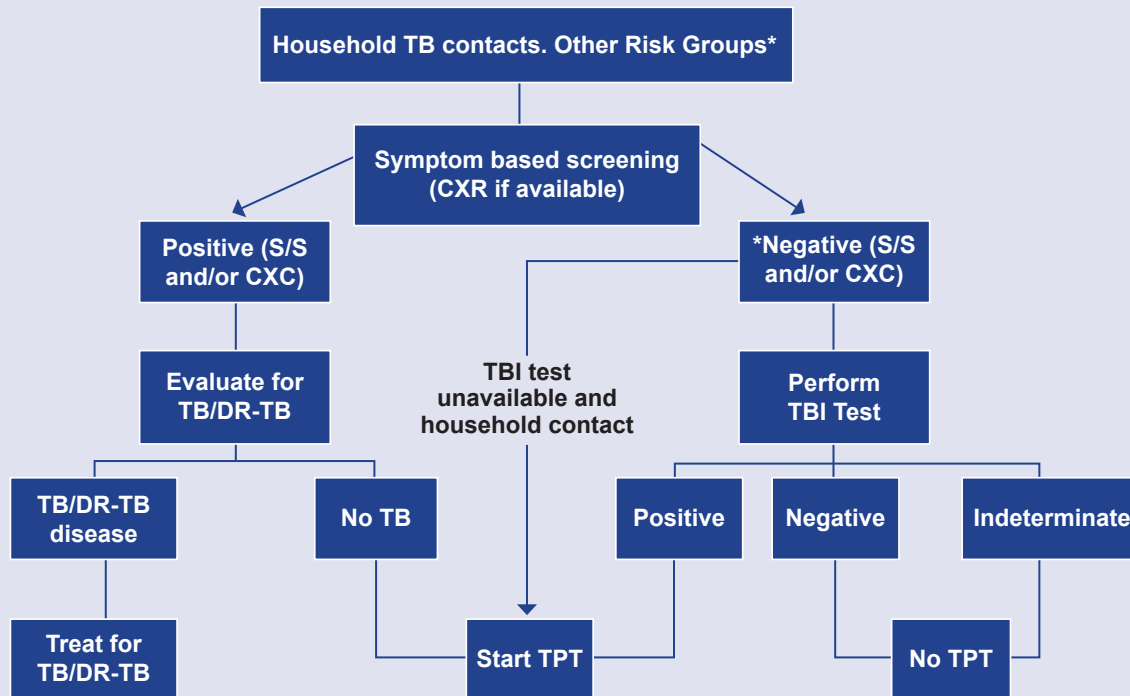 Household TB contacts. Other Risk Groups*
Symptom based screening
(CXR if available)
Positive (S/S
and/or CXC)
*Negative (S/S
and/or CXC)
Evaluate for
TB/DR-TB
TBI test
unavailable and
household contact
Perform
TBI Test
TB/DR-TB
disease
No TB
Positive
Negative
Indeterminate
Treat for
TB/DR-TB
Start TPT
No TPT